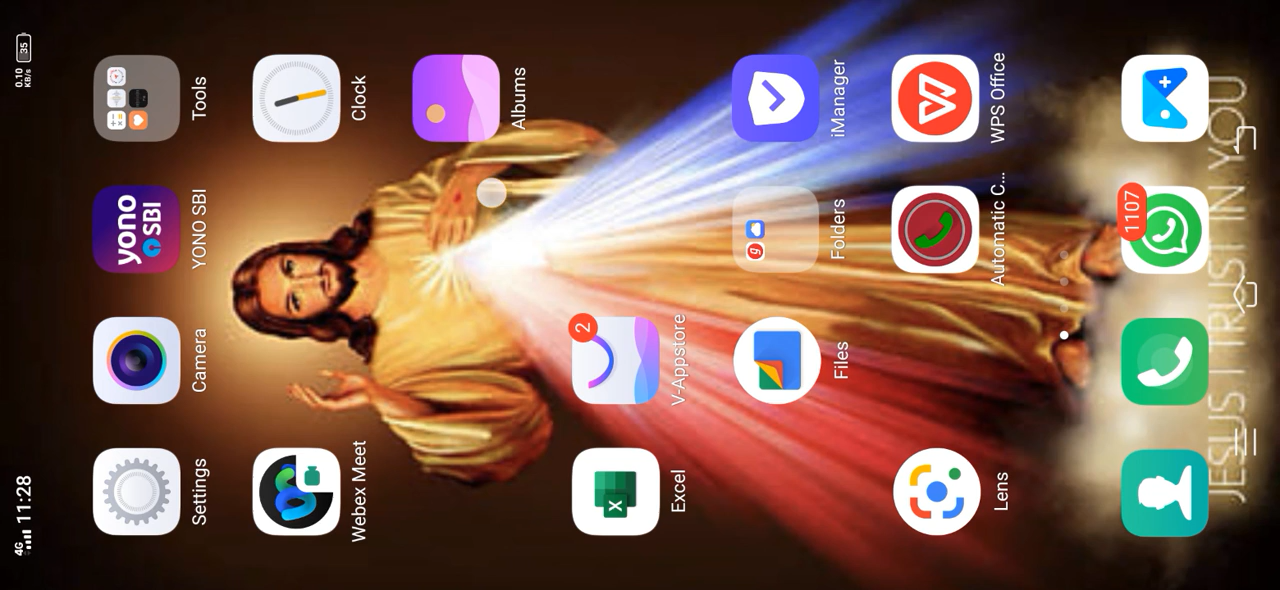 4G 11:28 0.10 KB/s 35
yono SBI
Settings Camera YONO SBI Tools
Webex Meet Clock
Albums
X 2
Excel V-Appstore
g
Files Folders iManager
W
Lens Automatic C... WPS Office
1107
JESUS I TRUST IN YOU